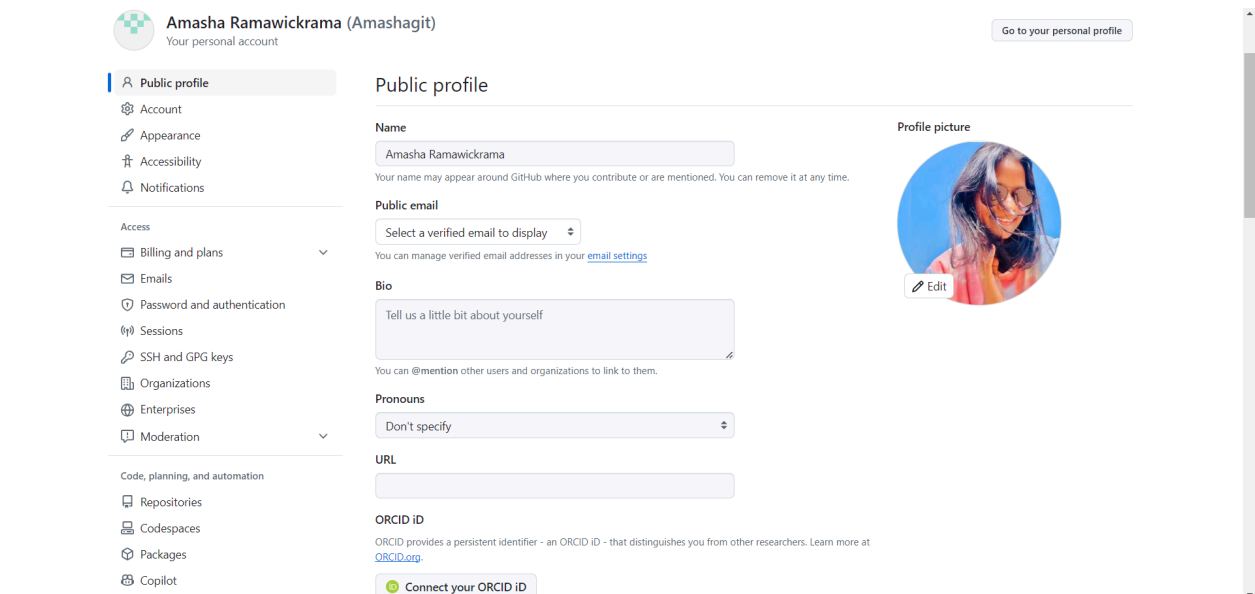 Amasha Ramawickrama (Amashagit)
Your personal account
Go to your personal profile
Public profile
Account
Appearance
Accessibility
Notifications
Access
Billing and plans
Emails
Password and authentication
Sessions
SSH and GPG keys
Organizations
Enterprises
Moderation
Code, planning, and automation
Repositories
Codespaces
Packages
Copilot
Public profile
Name
Amasha Ramawickrama
Your name may appear around GitHub where you contribute or are mentioned. You can remove it at any time.
Public email
Select a verified email to display
You can manage verified email addresses in your email settings
Bio
Tell us a little bit about yourself
You can @mention other users and organizations to link to them.
Pronouns
Don't specify
URL
ORCID iD
ORCID provides a persistent identifier - an ORCID iD - that distinguishes you from other researchers. Learn more at
ORCID.org.
iD Connect your ORCID iD
Profile picture
Edit